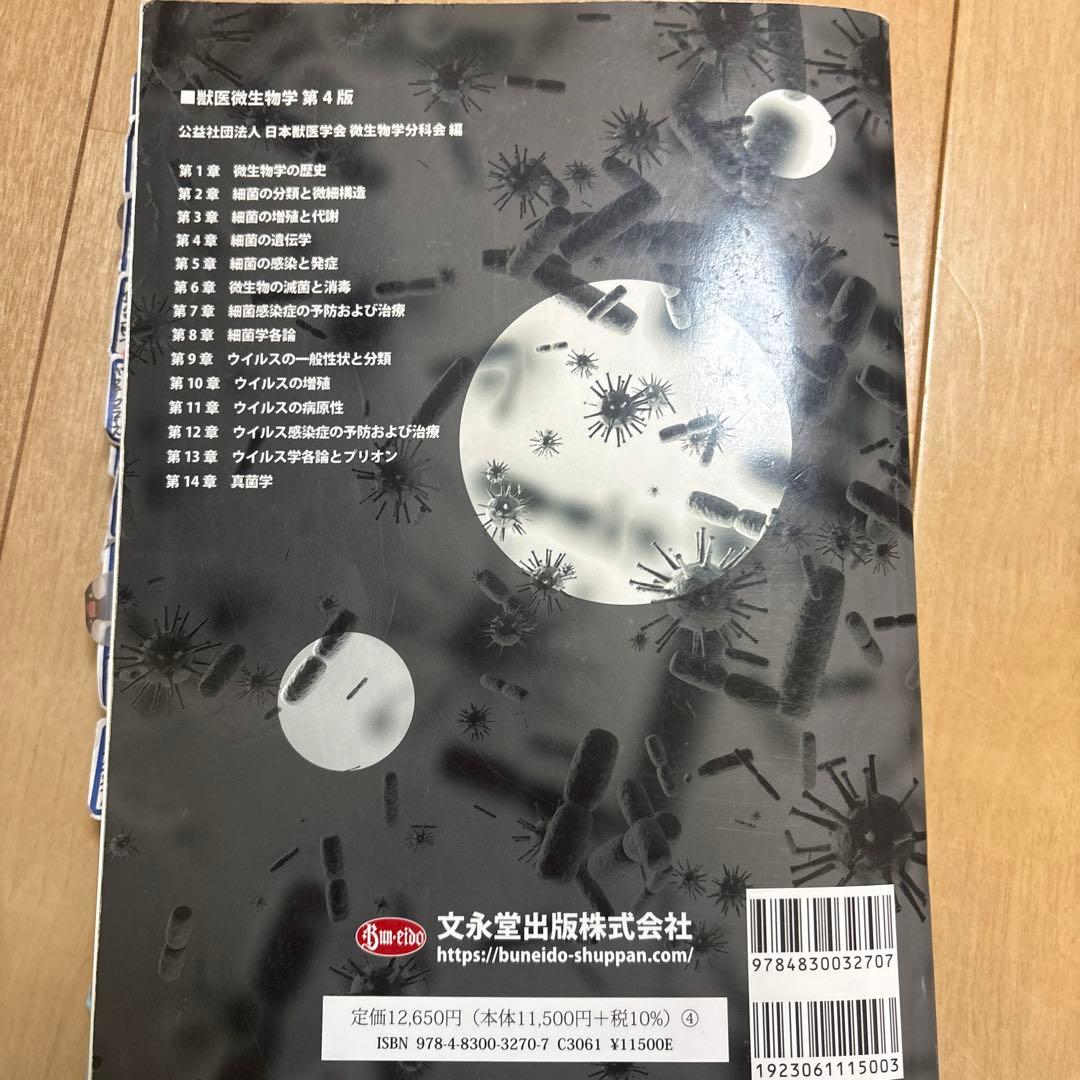 ■獣医微生物学 第4版
公益社団法人 日本獣医学会 微生物学分科会 編
第1章 微生物学の歴史
第2章 細菌の分類と微細構造
第3章 細菌の増殖と代謝
第4章 細菌の遺伝学
第5章 細菌の感染と発症
第6章 微生物の滅菌と消毒
第7章 細菌感染症の予防および治療
第8章 細菌学各論
第9章 ウイルスの一般性状と分類
第10章 ウイルスの増殖
第11章 ウイルスの病原性
第12章 ウイルス感染症の予防および治療
第13章 ウイルス学各論とプリオン
第14章 真菌学
Bun·eido 文永堂出版株式会社
https://buneido-shuppan.com/
9784830032707
定価12,650円（本体11,500円＋税10%）④
ISBN 978-4-8300-3270-7 C3061 ¥11500E
1923061115003